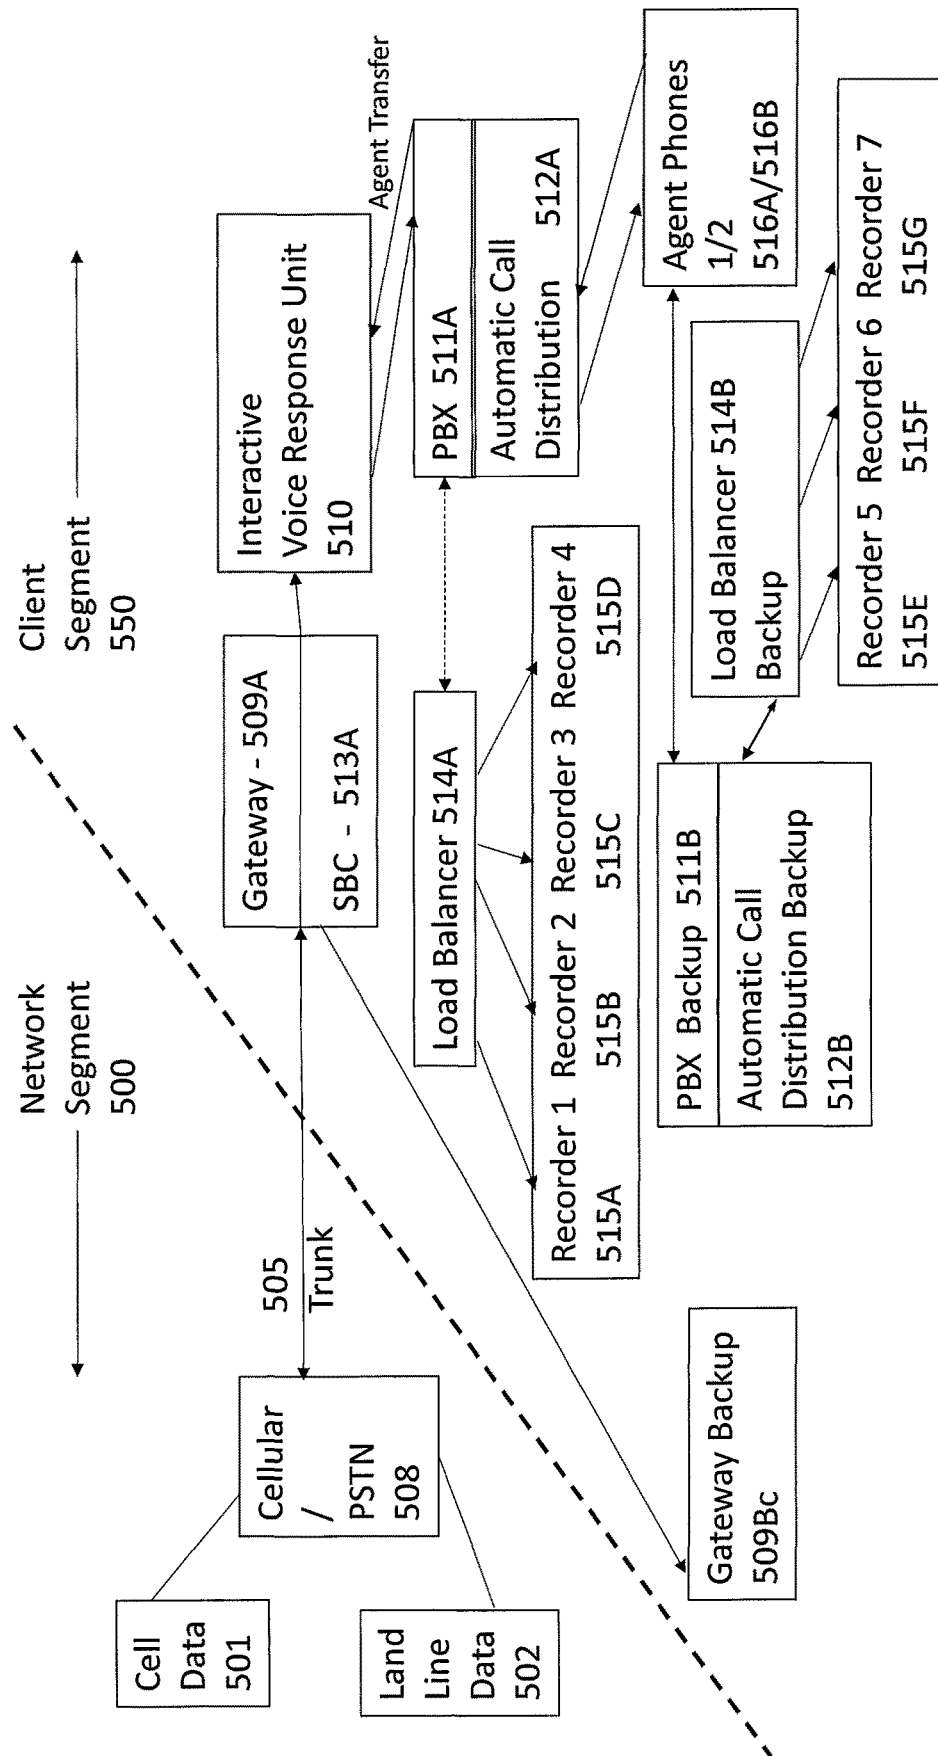 Network
Segment
500
Client
Segment
550
Cell
Data
501
Land
Line
Data
502
Cellular
/
PSTN
508
505
Trunk
Gateway - 509A
SBC - 513A
Interactive
Voice Response Unit
510
Agent Transfer
Load Balancer 514A
PBX 511A
Automatic Call
Distribution 512A
Recorder 1 Recorder 2 Recorder 3 Recorder 4
515A 515B 515C 515D
Agent Phones
1/2
516A/516B
Gateway Backup
509Bc
PBX Backup 511B
Automatic Call
Distribution Backup
512B
Load Balancer 514B
Backup
Recorder 5 Recorder 6 Recorder 7
515E 515F 515G